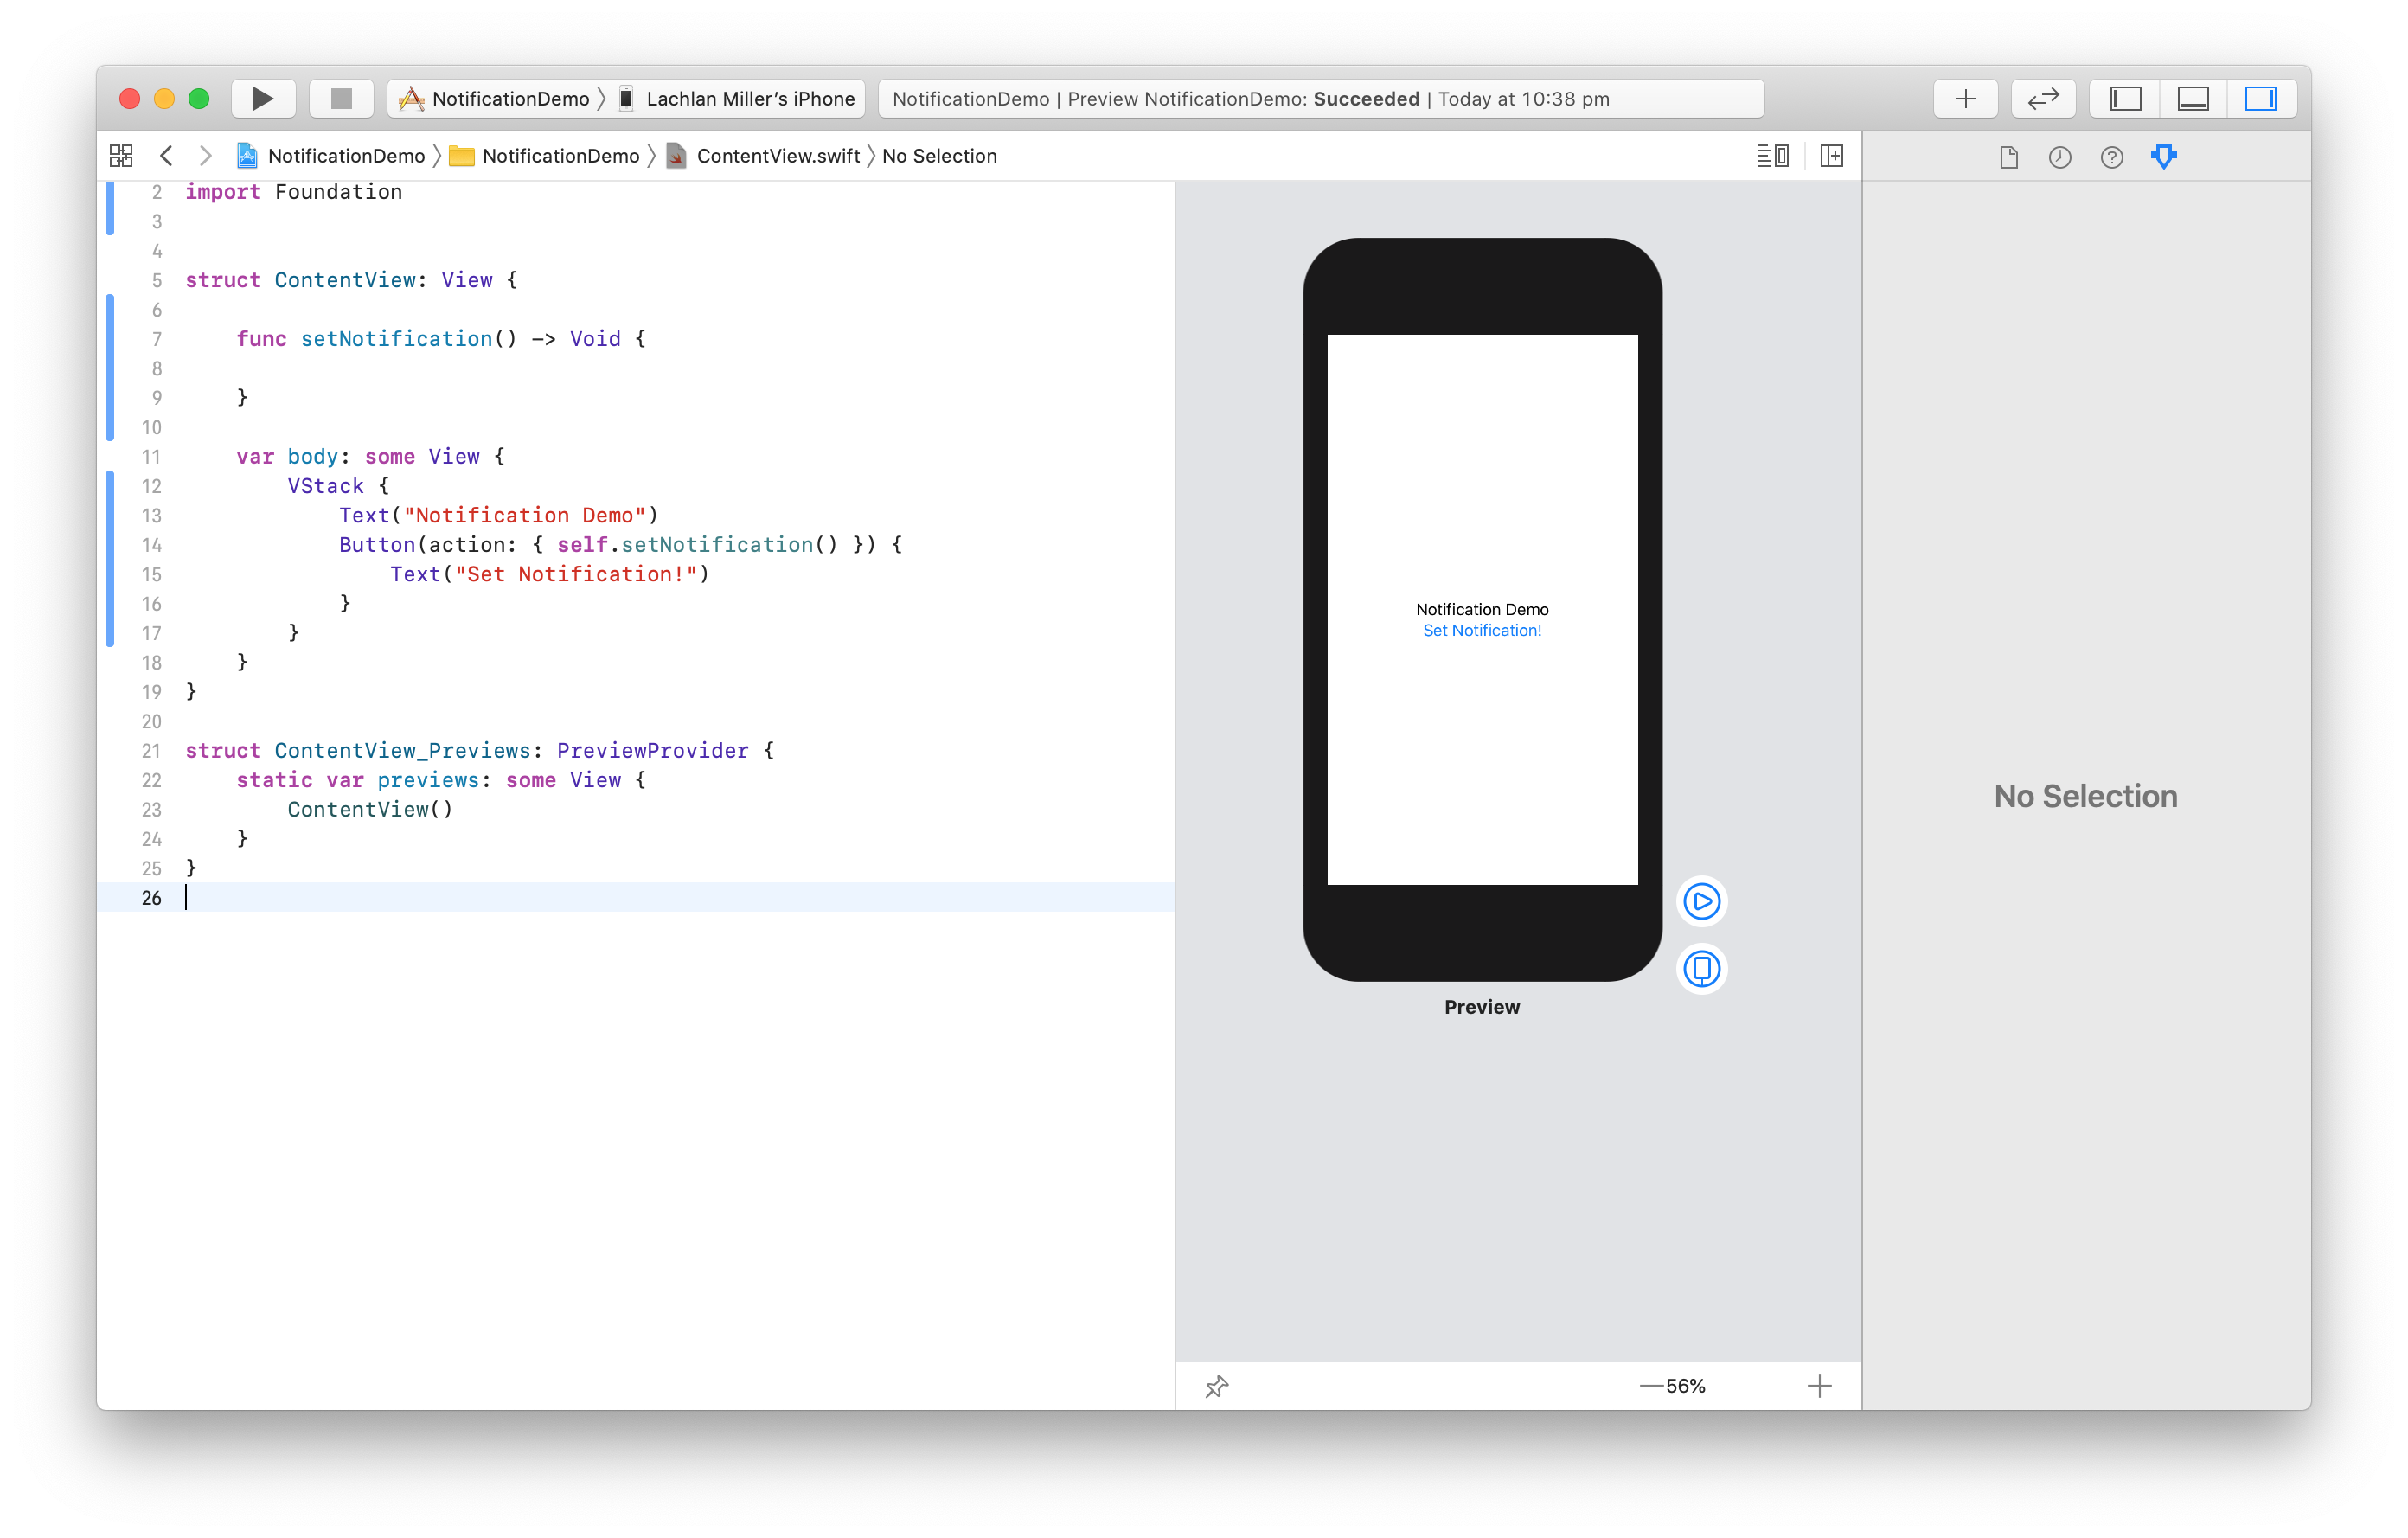 NotificationDemo 〉 Lachlan Miller’s iPhone
NotificationDemo | Preview NotificationDemo: Succeeded | Today at 10:38 pm
NotificationDemo 〉 NotificationDemo 〉 ContentView.swift 〉 No Selection
2 import Foundation
3
4
5 struct ContentView: View {
6
7     func setNotification() -> Void {
8
9     }
10
11     var body: some View {
12         VStack {
13             Text("Notification Demo")
14             Button(action: { self.setNotification() }) {
15                 Text("Set Notification!")
16             }
17         }
18     }
19 }
20
21 struct ContentView_Previews: PreviewProvider {
22     static var previews: some View {
23         ContentView()
24     }
25 }
26
Notification Demo
Set Notification!
Preview
56%
No Selection